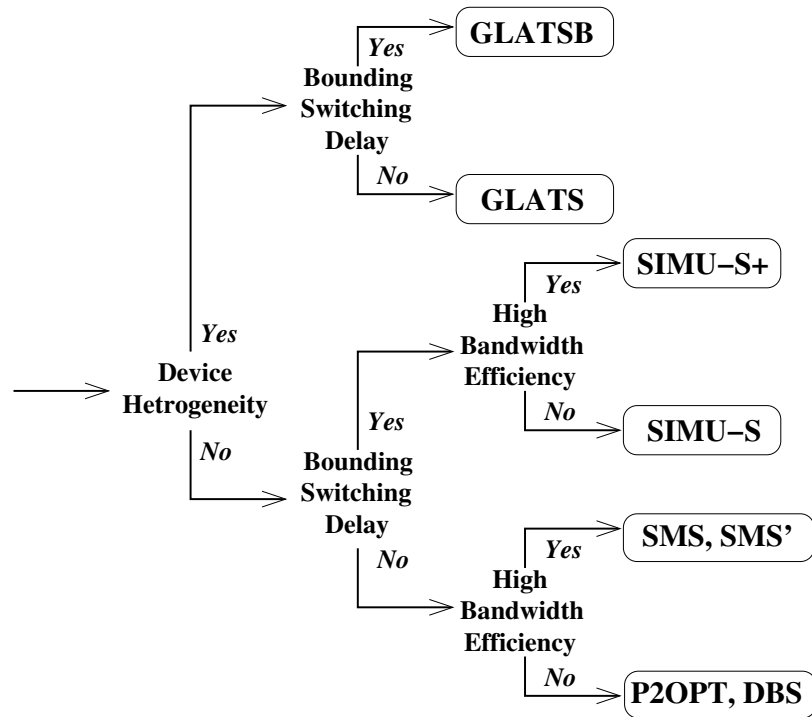 Yes
GLATSB
Bounding
Switching
Delay
No
GLATS
Yes
Device
Hetrogeneity
No
Yes
SIMU−S+
High
Bandwidth
Efficiency
No
SIMU−S
Yes
Bounding
Switching
Delay
No
Yes
SMS, SMS’
High
Bandwidth
Efficiency
No
P2OPT, DBS